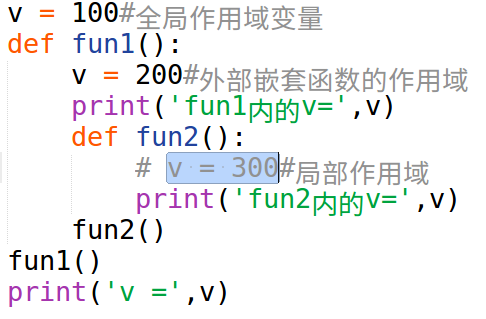 v = 100#全局作用域变量
def fun1():
    v = 200#外部嵌套函数的作用域
    print('fun1内的v=',v)
    def fun2():
        # v = 300#局部作用域
        print('fun2内的v=',v)
    fun2()
fun1()
print('v =',v)